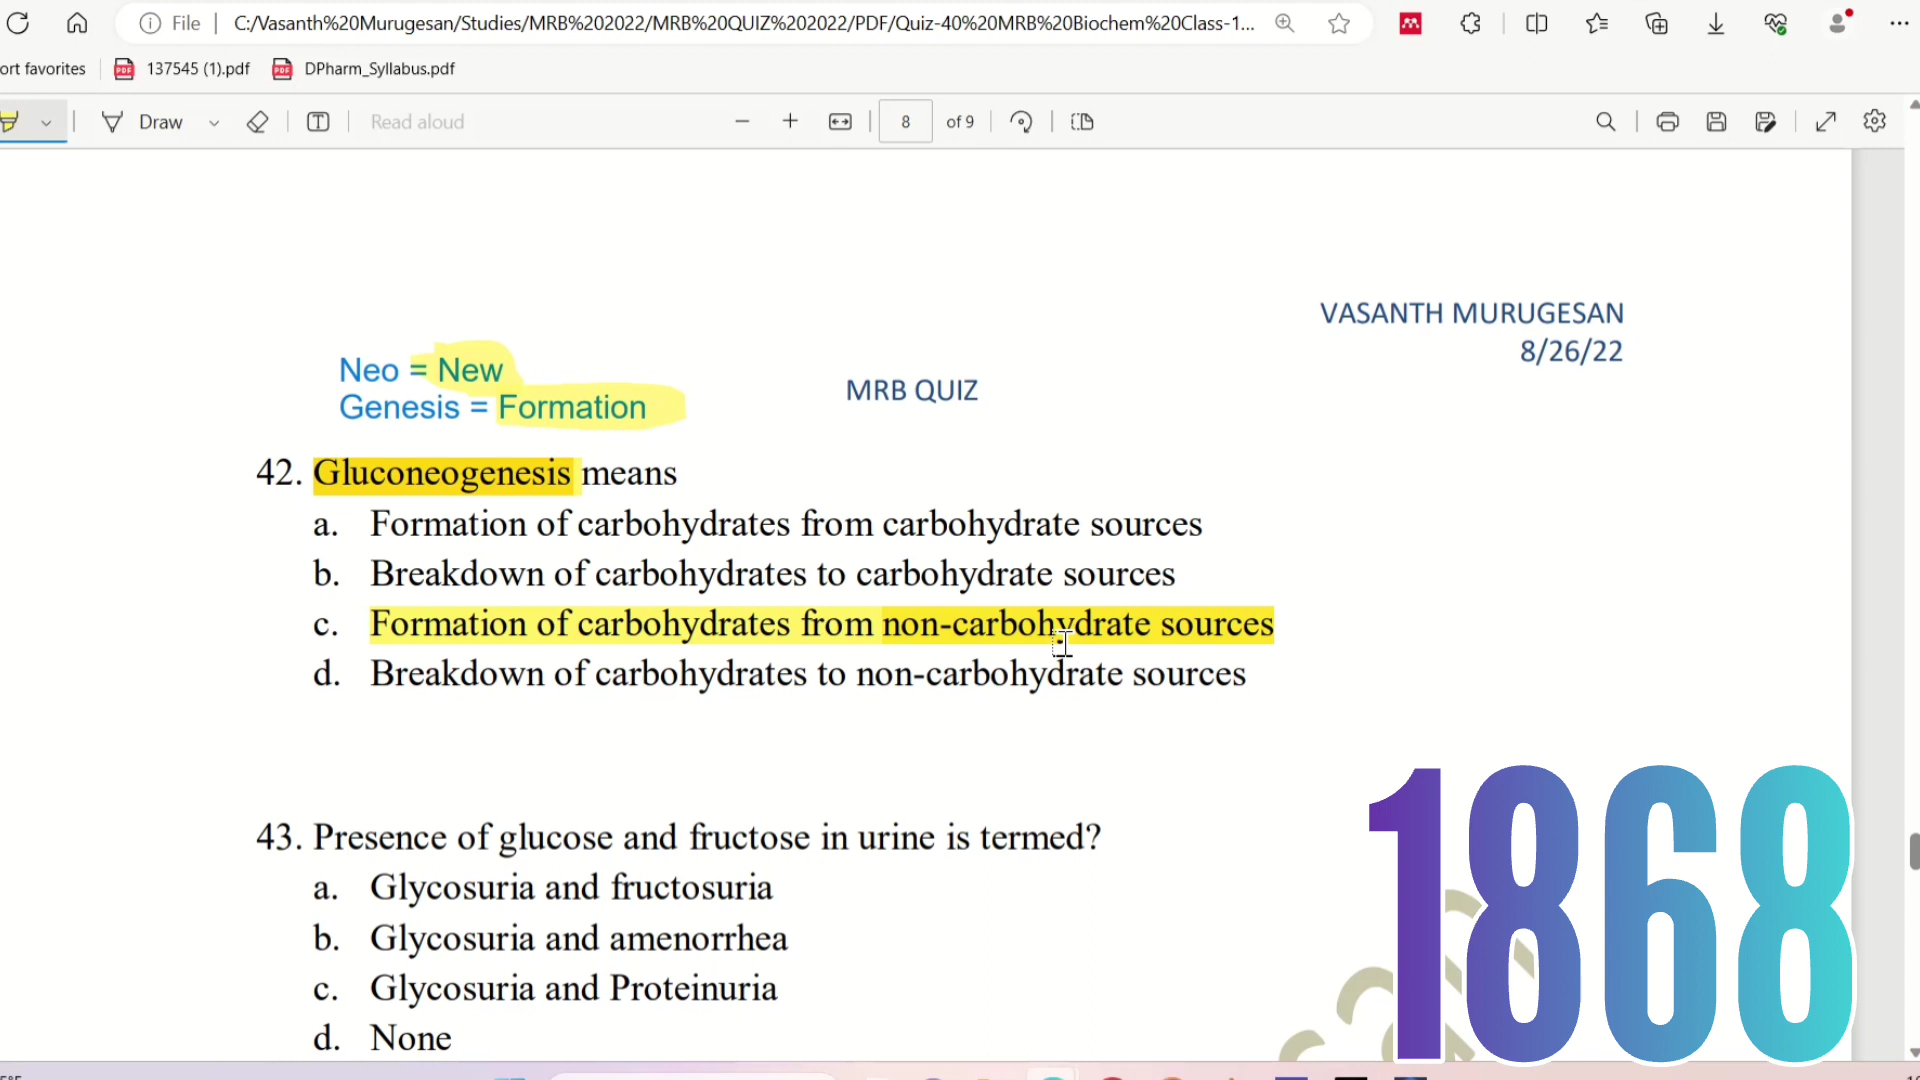 File
C:/Vasanth%20Murugesan/Studies/MRB%202022/MRB%20QUIZ%202022/PDF/Quiz-40%20MRB%20Biochem%20Class-1...
ort favorites
137545 (1).pdf
DPharm_Syllabus.pdf
Draw
Read aloud
8 of 9
VASANTH MURUGESAN
8/26/22
Neo = New
Genesis = Formation
MRB QUIZ
42. Gluconeogenesis means
a. Formation of carbohydrates from carbohydrate sources
b. Breakdown of carbohydrates to carbohydrate sources
c. Formation of carbohydrates from non-carbohydrate sources
d. Breakdown of carbohydrates to non-carbohydrate sources
43. Presence of glucose and fructose in urine is termed?
a. Glycosuria and fructosuria
b. Glycosuria and amenorrhea
c. Glycosuria and Proteinuria
d. None
1868